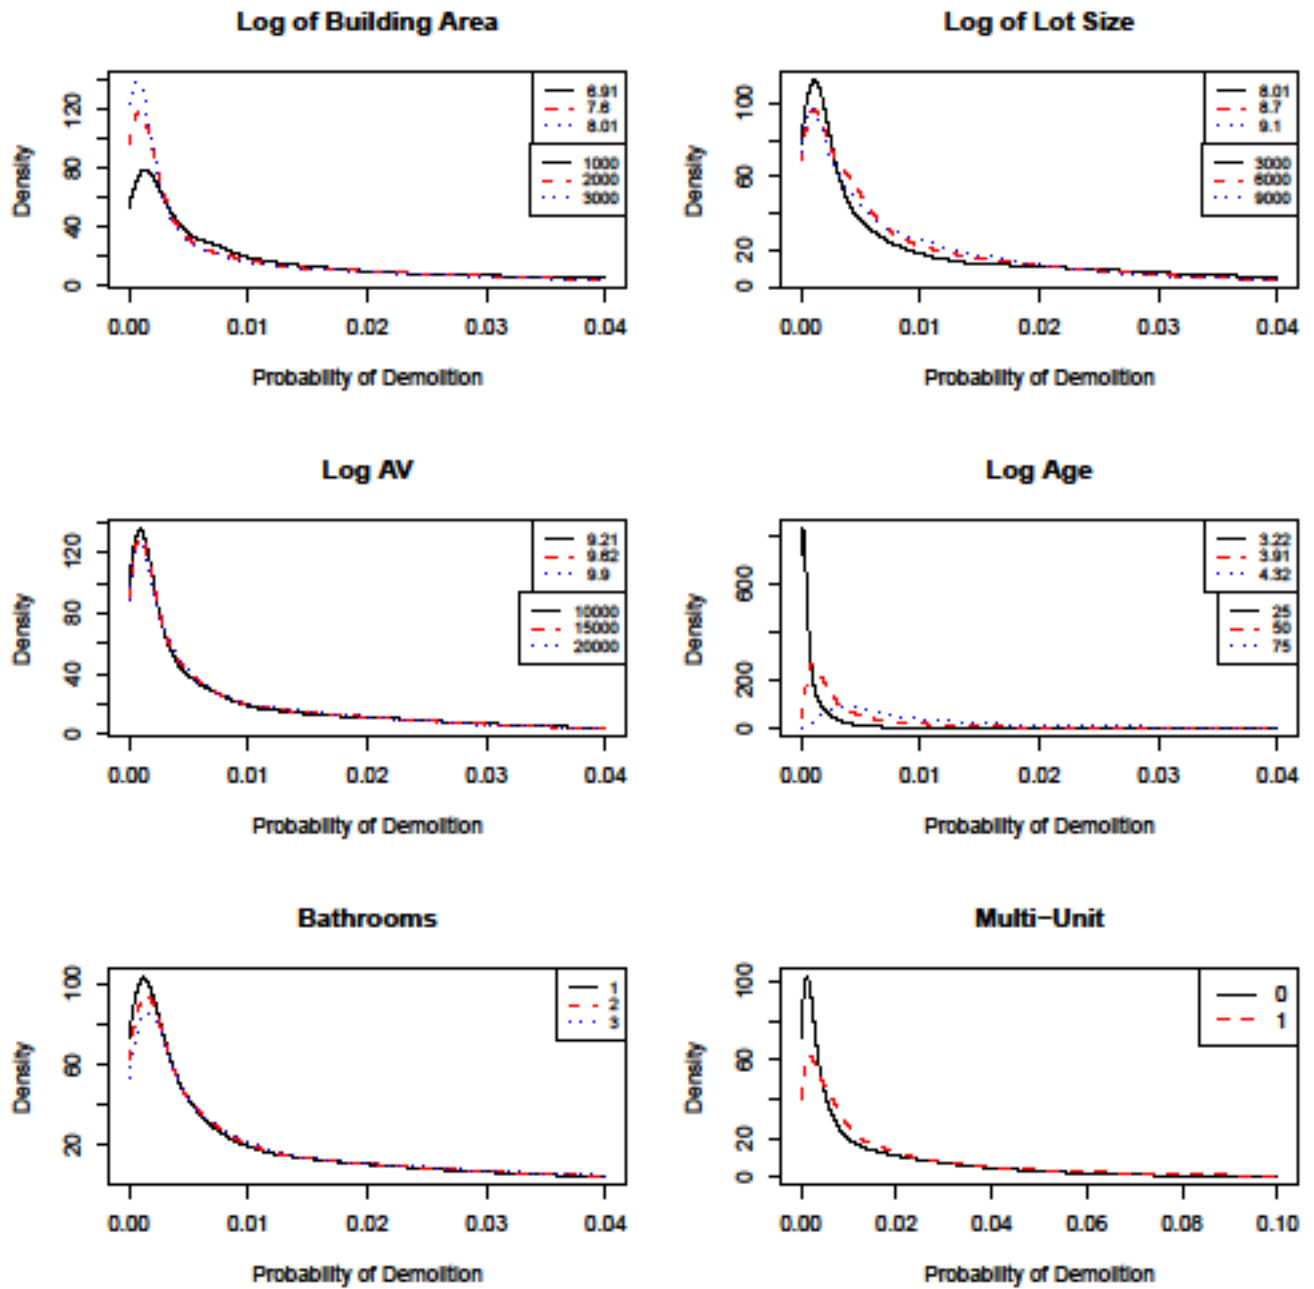 Log of Building Area
Density
0
40
80
120
6.91
7.6
8.01
1000
2000
3000
0.00 0.01 0.02 0.03 0.04
Probability of Demolition
Log of Lot Size
Density
0
20
60
100
8.01
8.7
9.1
3000
6000
9000
0.00 0.01 0.02 0.03 0.04
Probability of Demolition
Log AV
Density
0
40
80
120
9.21
9.62
9.9
10000
15000
20000
0.00 0.01 0.02 0.03 0.04
Probability of Demolition
Log Age
Density
0
200
600
3.22
3.91
4.32
25
50
75
0.00 0.01 0.02 0.03 0.04
Probability of Demolition
Bathrooms
Density
20
60
100
1
2
3
0.00 0.01 0.02 0.03 0.04
Probability of Demolition
Multi−Unit
Density
0
20
60
100
0
1
0.00 0.02 0.04 0.06 0.08 0.10
Probability of Demolition